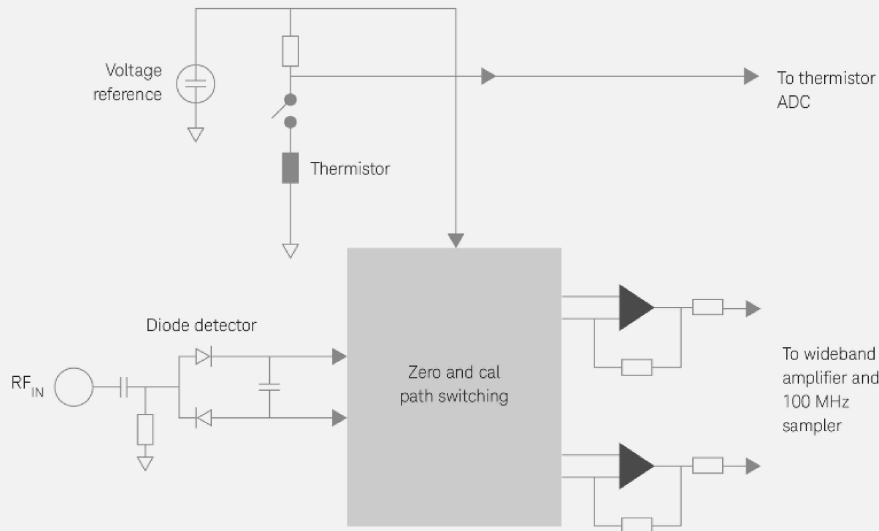 Voltage
reference
To thermistor
ADC
Thermistor
Diode detector
RF_IN
Zero and cal
path switching
To wideband
amplifier and
100 MHz
sampler